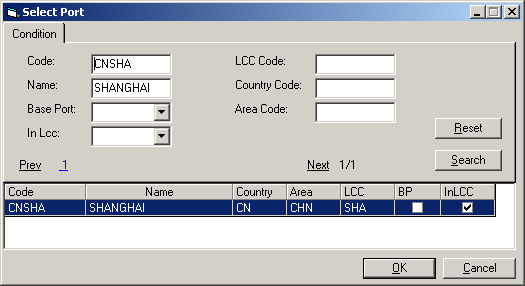 Select Port
Condition
Code: CNSHA LCC Code:
Name: SHANGHAI Country Code:
Base Port: Area Code:
In Lcc:
Reset
Prev 1 Next 1/1 Search
Code Name Country Area LCC BP InLCC
CNSHA SHANGHAI CN CHN SHA
OK Cancel